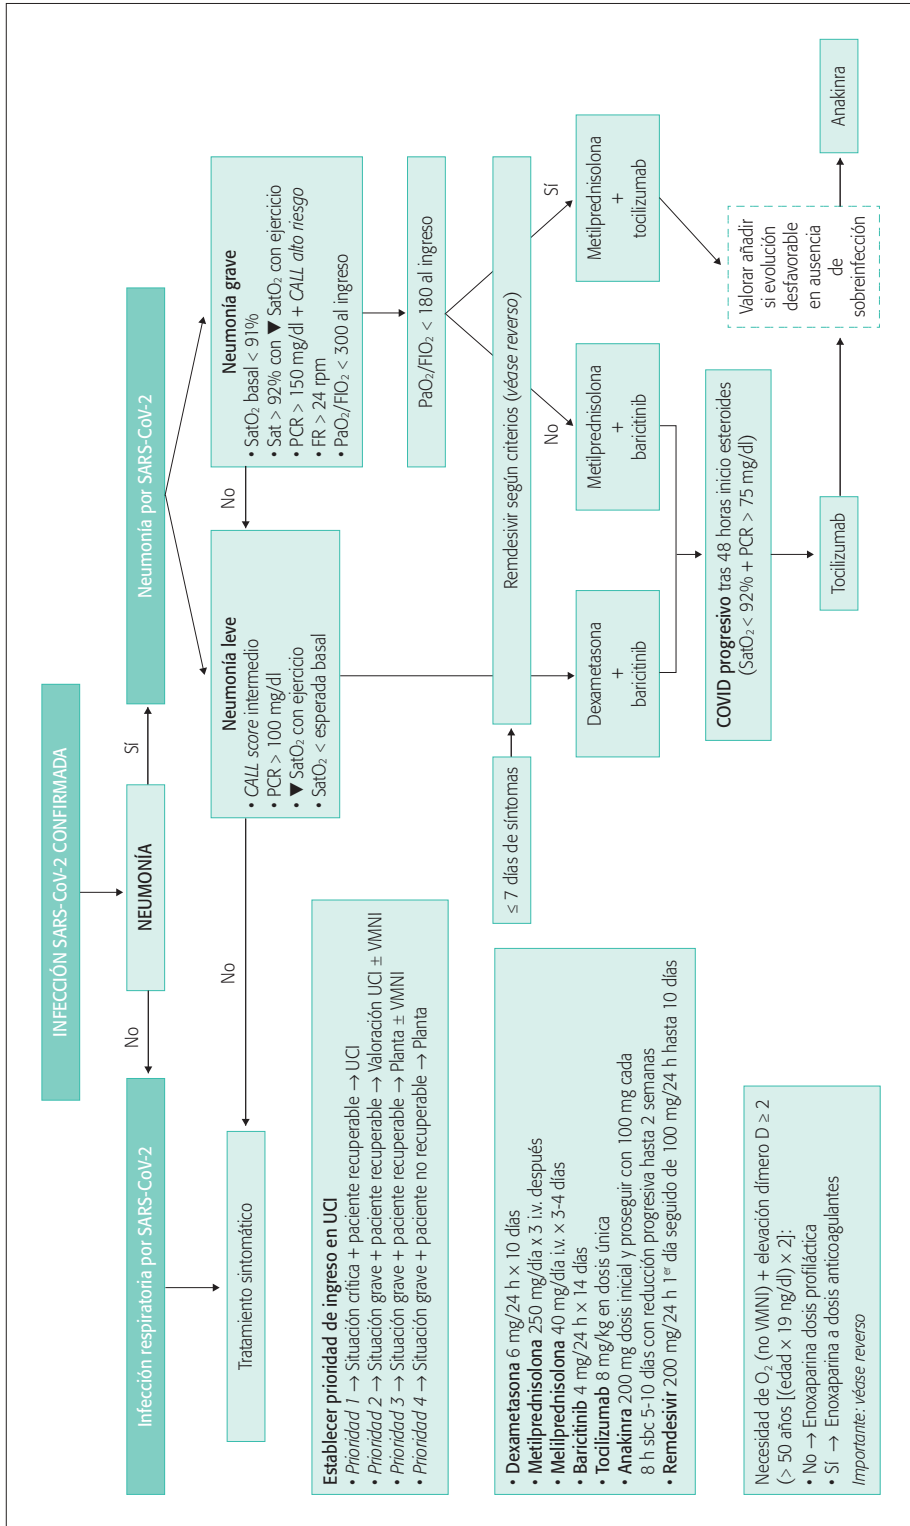 INFECCIÓN SARS-CoV-2 CONFIRMADA
NEUMONÍA
No
Sí
Infección respiratoria por SARS-CoV-2
Neumonía por SARS-CoV-2
Tratamiento sintomático
No
Neumonía leve
• CALL score intermedio
• PCR > 100 mg/dl
• ▼ SatO₂ con ejercicio
• SatO₂ < esperada basal
No
Neumonía grave
• SatO₂ basal < 91%
• Sat > 92% con ▼ SatO₂ con ejercicio
• PCR > 150 mg/dl + CALL alto riesgo
• FR > 24 rpm
• PaO₂/FIO₂ < 300 al ingreso
PaO₂/FIO₂ < 180 al ingreso
Establecer prioridad de ingreso en UCI
• Prioridad 1 → Situación crítica + paciente recuperable → UCI
• Prioridad 2 → Situación grave + paciente recuperable → Valoración UCI ± VMNI
• Prioridad 3 → Situación grave + paciente recuperable → Planta ± VMNI
• Prioridad 4 → Situación grave + paciente no recuperable → Planta
≤ 7 días de síntomas
Remdesivir según criterios (véase reverso)
No
Sí
Dexametasona
+
baricitinib
Metilprednisolona
+
baricitinib
Metilprednisolona
+
tocilizumab
• Dexametasona 6 mg/24 h × 10 días
• Metilprednisolona 250 mg/día x 3 i.v. después
• Melilprednisolona 40 mg/día i.v. × 3-4 días
• Baricitinib 4 mg/24 h × 14 días
• Tocilizumab 8 mg/kg en dosis única
• Anakinra 200 mg dosis inicial y proseguir con 100 mg cada
8 h sbc 5-10 días con reducción progresiva hasta 2 semanas
• Remdesivir 200 mg/24 h 1er día seguido de 100 mg/24 h hasta 10 días
COVID progresivo tras 48 horas inicio esteroides
(SatO₂ < 92% + PCR > 75 mg/dl)
Tocilizumab
Valorar añadir
si evolución
desfavorable
en ausencia
de
sobreinfección
Anakinra
Necesidad de O₂ (no VMNI) + elevación dímero D ≥ 2
(> 50 años [(edad × 19 ng/dl) × 2]:
• No → Enoxaparina dosis profiláctica
• Sí → Enoxaparina a dosis anticoagulantes
Importante: véase reverso